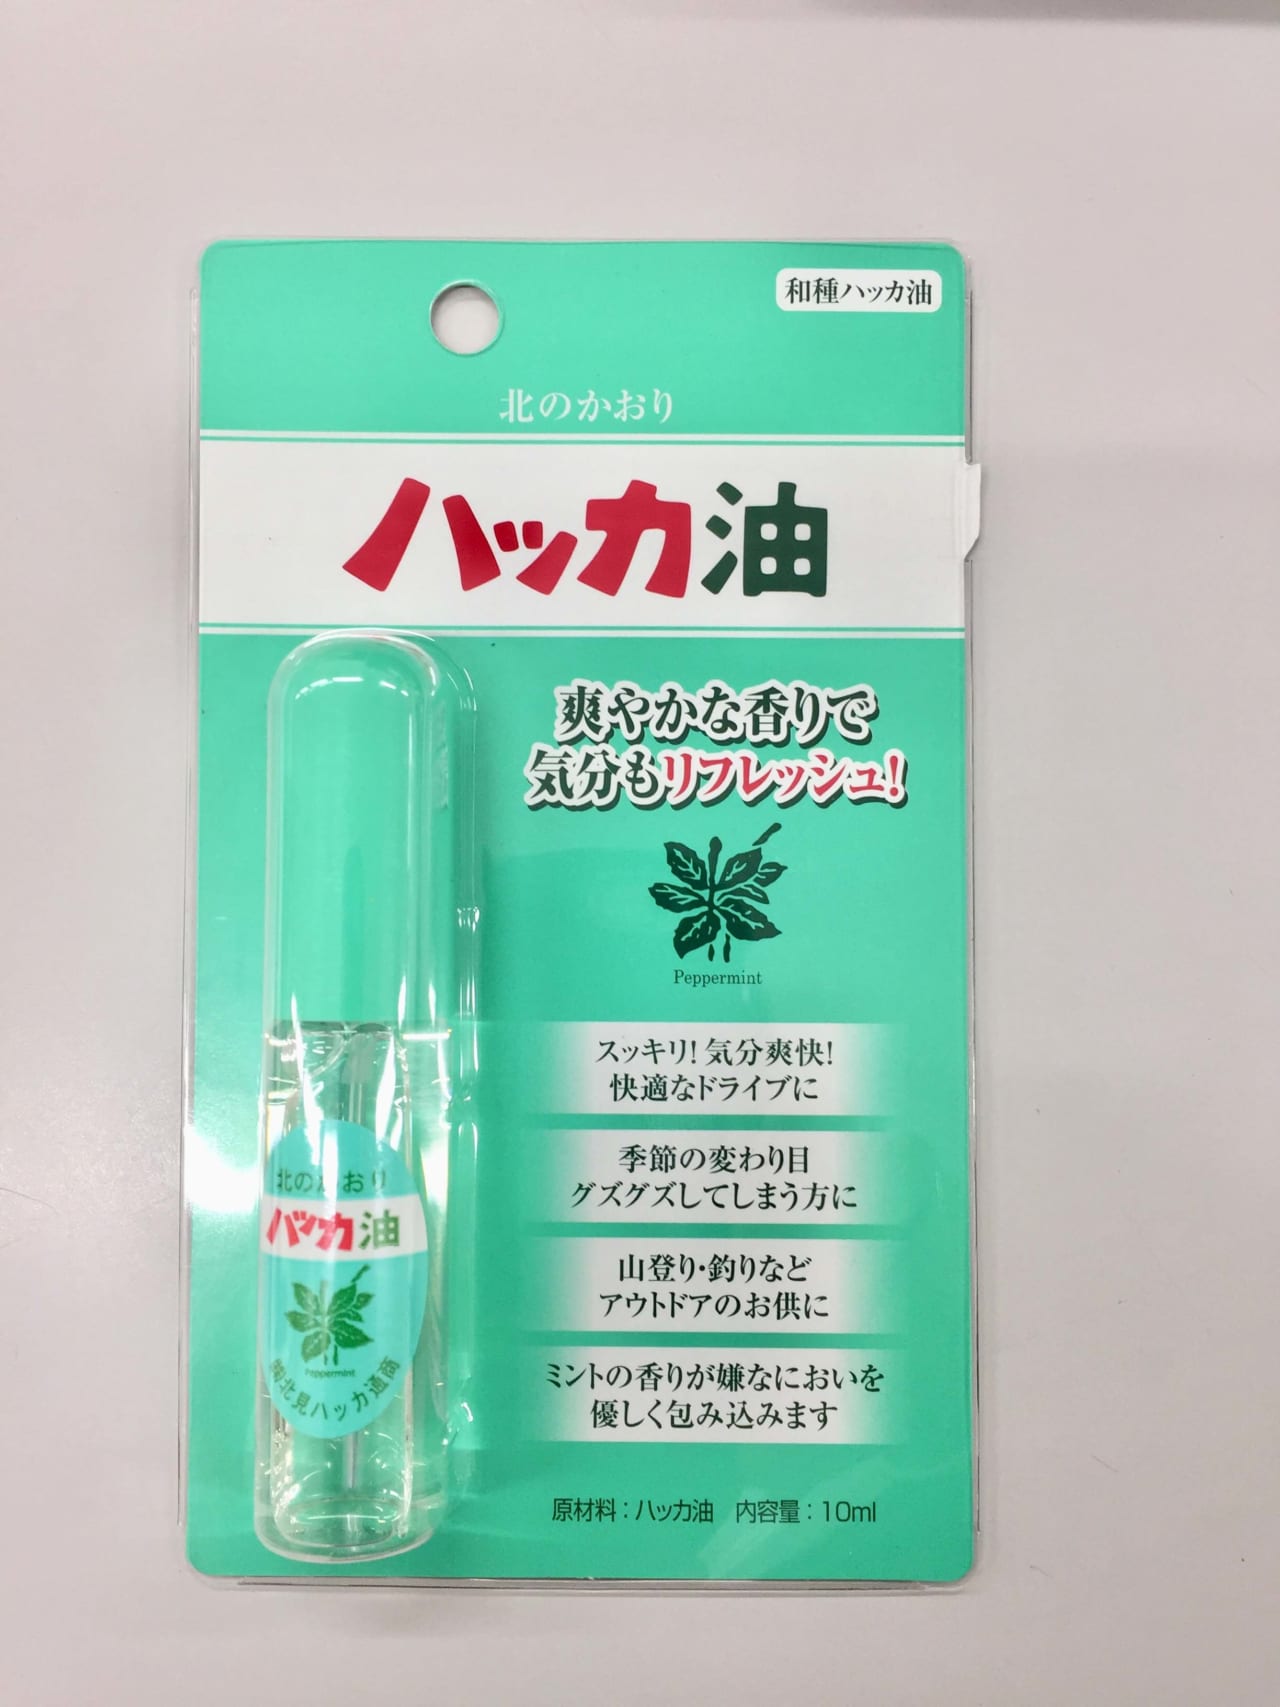 和種ハッカ油
北のかおり
ハッカ油
爽やかな香りで
気分もリフレッシュ!
Peppermint
スッキリ!気分爽快!
快適なドライブに
季節の変わり目
グズグズしてしまう方に
山登り・釣りなど
アウトドアのお供に
ミントの香りが嫌なにおいを
優しく包み込みます
原材料:ハッカ油 内容量:10ml
北のかおり
ハッカ油
Peppermint
北見ハッカ通商